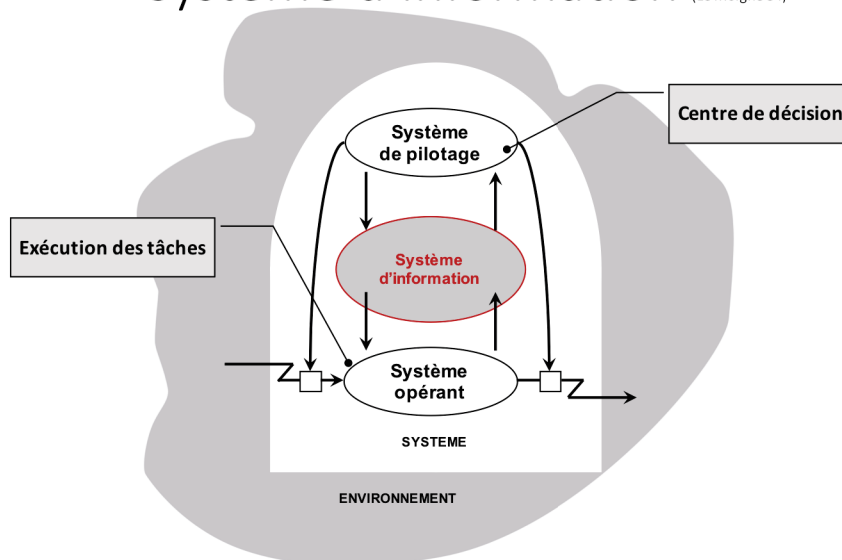 Centre de décision
Système
de pilotage
Exécution des tâches
Système
d'information
Système
opérant
SYSTEME
ENVIRONNEMENT